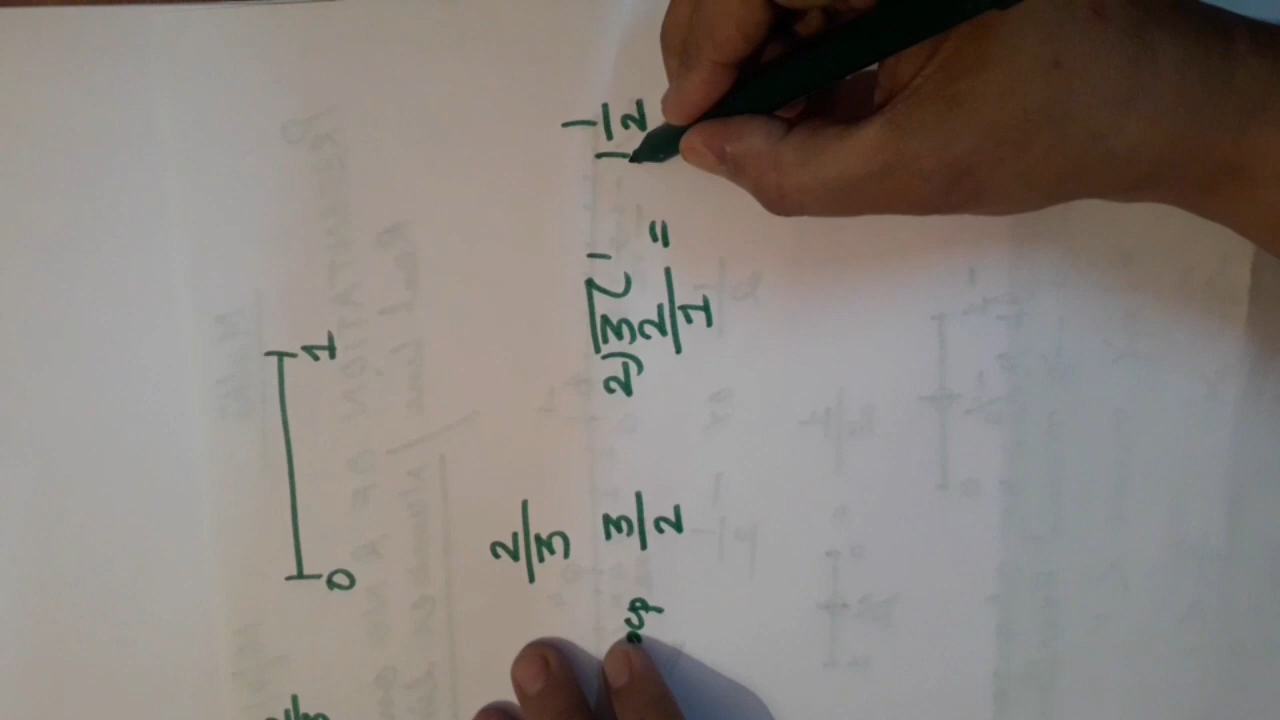 0 1
2/3
3/2 2)3(1 = 1 1/2
2
1